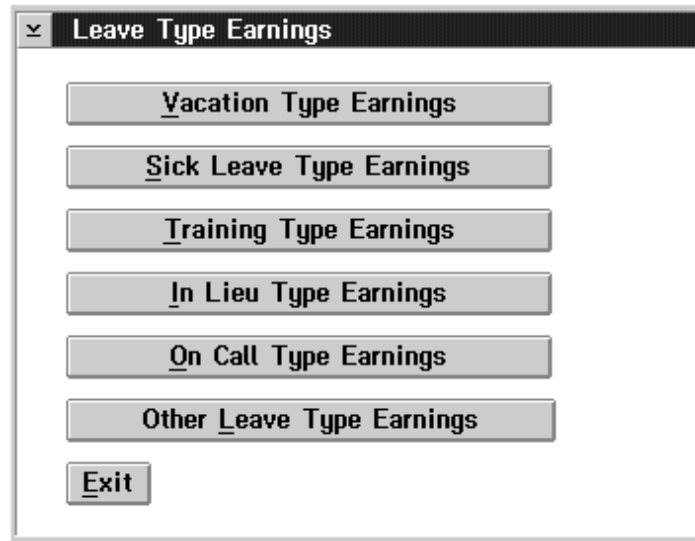 Leave Type Earnings
Vacation Type Earnings
Sick Leave Type Earnings
Training Type Earnings
In Lieu Type Earnings
On Call Type Earnings
Other Leave Type Earnings
Exit